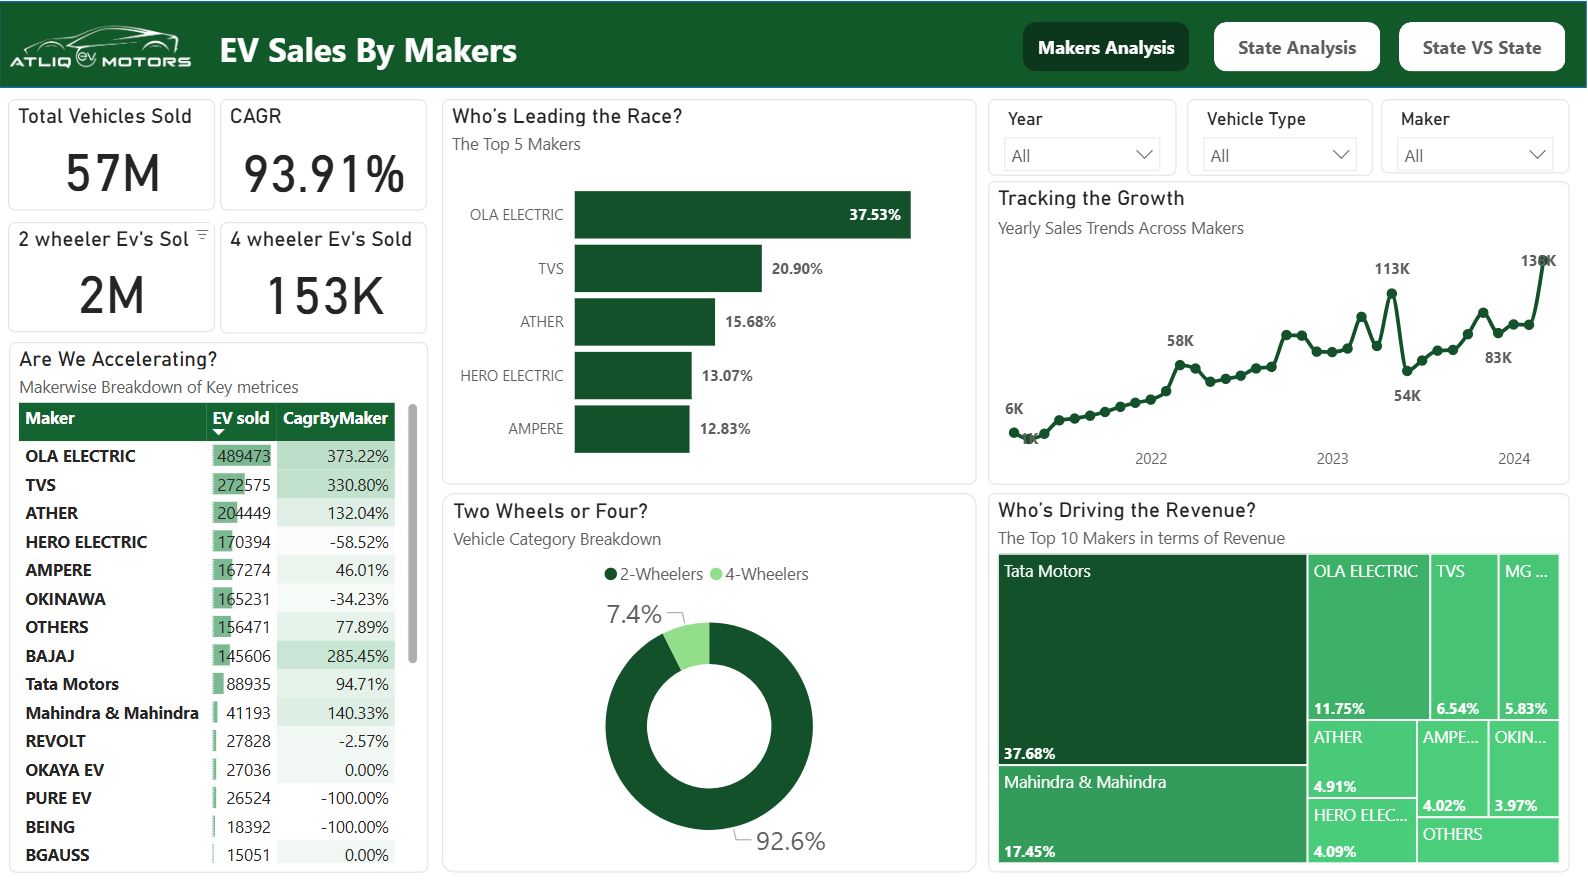 ATLIQ ev MOTORS
EV Sales By Makers
Makers Analysis
State Analysis
State VS State
Total Vehicles Sold
57M
CAGR
93.91%
2 wheeler Ev's Sol
2M
4 wheeler Ev's Sold
153K
Are We Accelerating?
Makerwise Breakdown of Key metrices
Maker EV sold CagrByMaker
OLA ELECTRIC 489473 373.22%
TVS 272575 330.80%
ATHER 204449 132.04%
HERO ELECTRIC 170394 -58.52%
AMPERE 167274 46.01%
OKINAWA 165231 -34.23%
OTHERS 156471 77.89%
BAJAJ 145606 285.45%
Tata Motors 88935 94.71%
Mahindra & Mahindra 41193 140.33%
REVOLT 27828 -2.57%
OKAYA EV 27036 0.00%
PURE EV 26524 -100.00%
BEING 18392 -100.00%
BGAUSS 15051 0.00%
Who's Leading the Race?
The Top 5 Makers
OLA ELECTRIC 37.53%
TVS 20.90%
ATHER 15.68%
HERO ELECTRIC 13.07%
AMPERE 12.83%
Two Wheels or Four?
Vehicle Category Breakdown
2-Wheelers 4-Wheelers
7.4%
92.6%
Year
All
Vehicle Type
All
Maker
All
Tracking the Growth
Yearly Sales Trends Across Makers
6K
1K
58K
113K
54K
83K
2022 2023 2024
Who's Driving the Revenue?
The Top 10 Makers in terms of Revenue
Tata Motors
37.68%
Mahindra & Mahindra
17.45%
OLA ELECTRIC
11.75%
TVS
6.54%
MG ...
5.83%
ATHER
4.91%
HERO ELEC...
4.09%
AMPE...
4.02%
OKIN...
3.97%
OTHERS